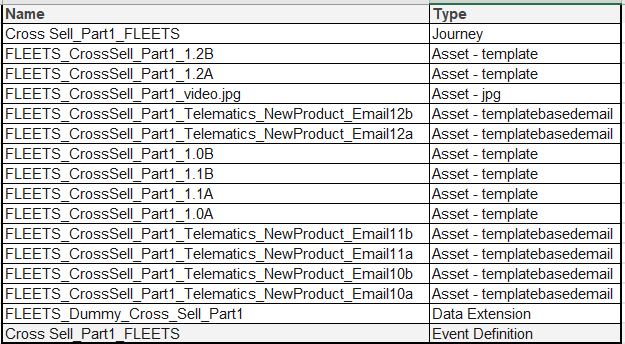 Name Type
Cross Sell_Part1_FLEETS Journey
FLEETS_CrossSell_Part1_1.2B Asset - template
FLEETS_CrossSell_Part1_1.2A Asset - template
FLEETS_CrossSell_Part1_video.jpg Asset - jpg
FLEETS_CrossSell_Part1_Telematics_NewProduct_Email12b Asset - templatebasedemail
FLEETS_CrossSell_Part1_Telematics_NewProduct_Email12a Asset - templatebasedemail
FLEETS_CrossSell_Part1_1.0B Asset - template
FLEETS_CrossSell_Part1_1.1B Asset - template
FLEETS_CrossSell_Part1_1.1A Asset - template
FLEETS_CrossSell_Part1_1.0A Asset - template
FLEETS_CrossSell_Part1_Telematics_NewProduct_Email11b Asset - templatebasedemail
FLEETS_CrossSell_Part1_Telematics_NewProduct_Email11a Asset - templatebasedemail
FLEETS_CrossSell_Part1_Telematics_NewProduct_Email10b Asset - templatebasedemail
FLEETS_CrossSell_Part1_Telematics_NewProduct_Email10a Asset - templatebasedemail
FLEETS_Dummy_Cross_Sell_Part1 Data Extension
Cross Sell_Part1_FLEETS Event Definition